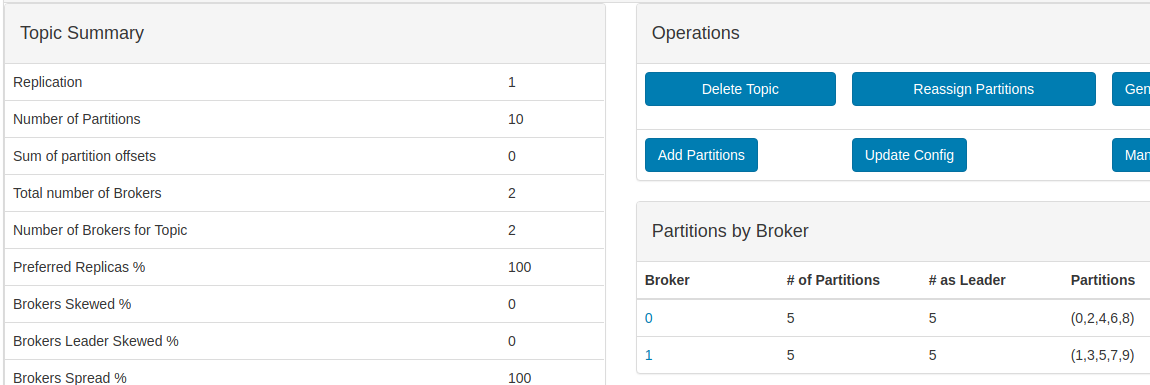 Topic Summary
Replication 1
Number of Partitions 10
Sum of partition offsets 0
Total number of Brokers 2
Number of Brokers for Topic 2
Preferred Replicas % 100
Brokers Skewed % 0
Brokers Leader Skewed % 0
Brokers Spread % 100
Operations
Delete Topic Reassign Partitions Gen
Add Partitions Update Config Man
Partitions by Broker
Broker # of Partitions # as Leader Partitions
0 5 5 (0,2,4,6,8)
1 5 5 (1,3,5,7,9)